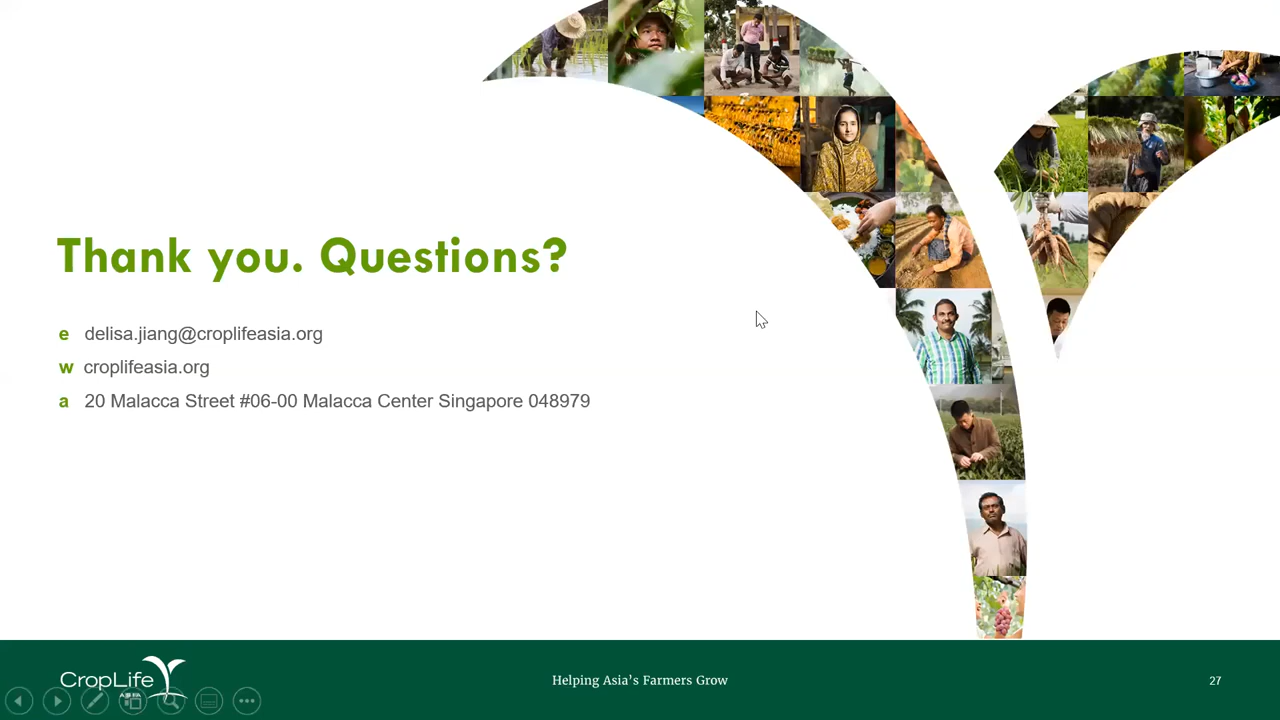 Thank you. Questions?
e delisa.jiang@croplifeasia.org
w croplifeasia.org
a 20 Malacca Street #06-00 Malacca Center Singapore 048979
CropLife
ASIA
Helping Asia's Farmers Grow
27